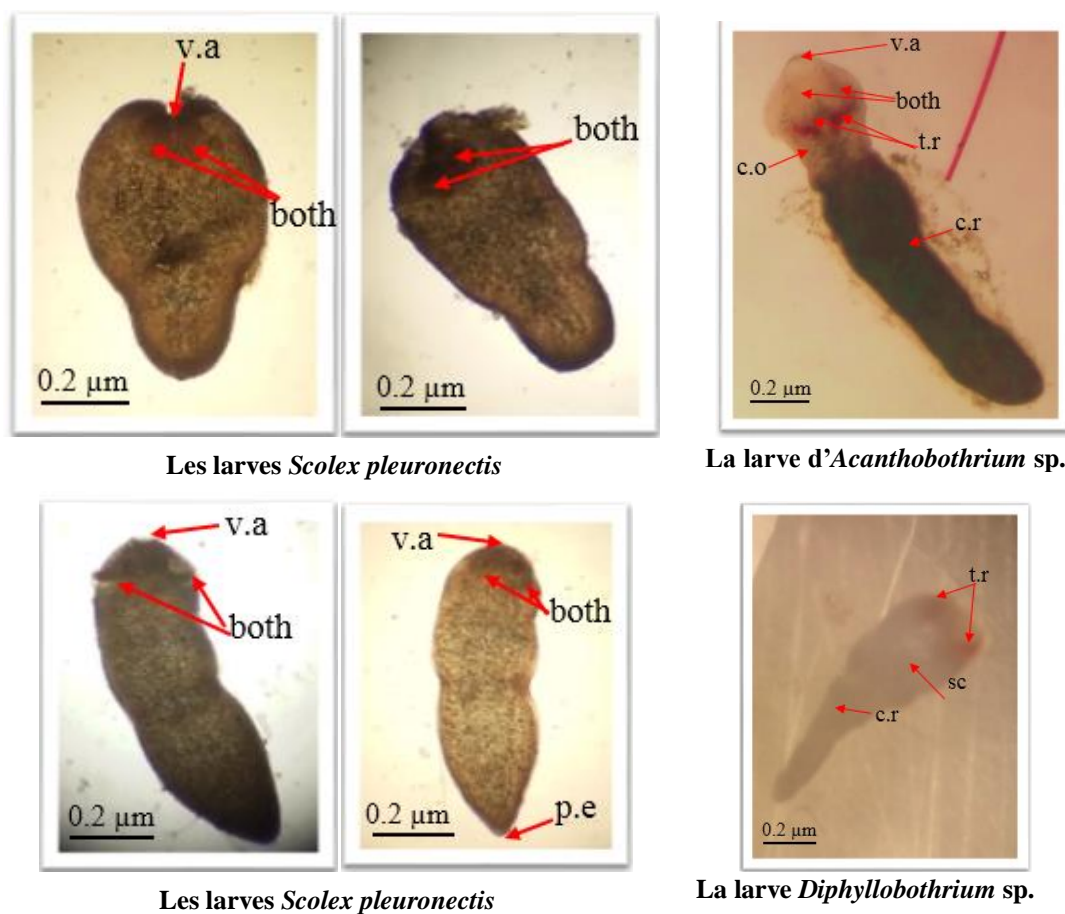 v.a
both
0.2 µm
both
0.2 µm
Les larves Scolex pleuronectis
v.a
both
t.r
c.o
c.r
0.2 µm
La larve d'Acanthobothrium sp.
v.a
both
0.2 µm
v.a
both
p.e
0.2 µm
Les larves Scolex pleuronectis
t.r
sc
c.r
0.2 µm
La larve Diphyllobothrium sp.